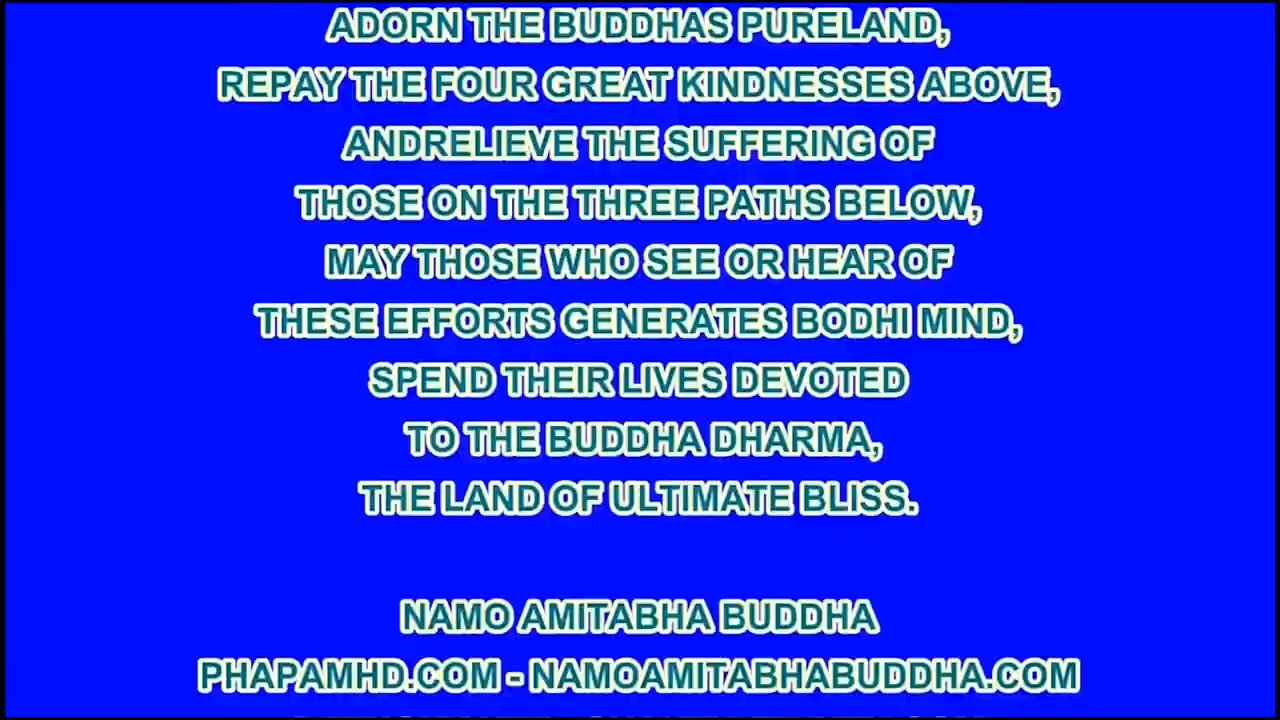 ADORN THE BUDDHAS PURELAND,
REPAY THE FOUR GREAT KINDNESSES ABOVE,
ANDRELIEVE THE SUFFERING OF
THOSE ON THE THREE PATHS BELOW,
MAY THOSE WHO SEE OR HEAR OF
THESE EFFORTS GENERATES BODHI MIND,
SPEND THEIR LIVES DEVOTED
TO THE BUDDHA DHARMA,
THE LAND OF ULTIMATE BLISS.
NAMO AMITABHA BUDDHA
PHAPAMHD.COM - NAMOAMITABHABUDDHA.COM